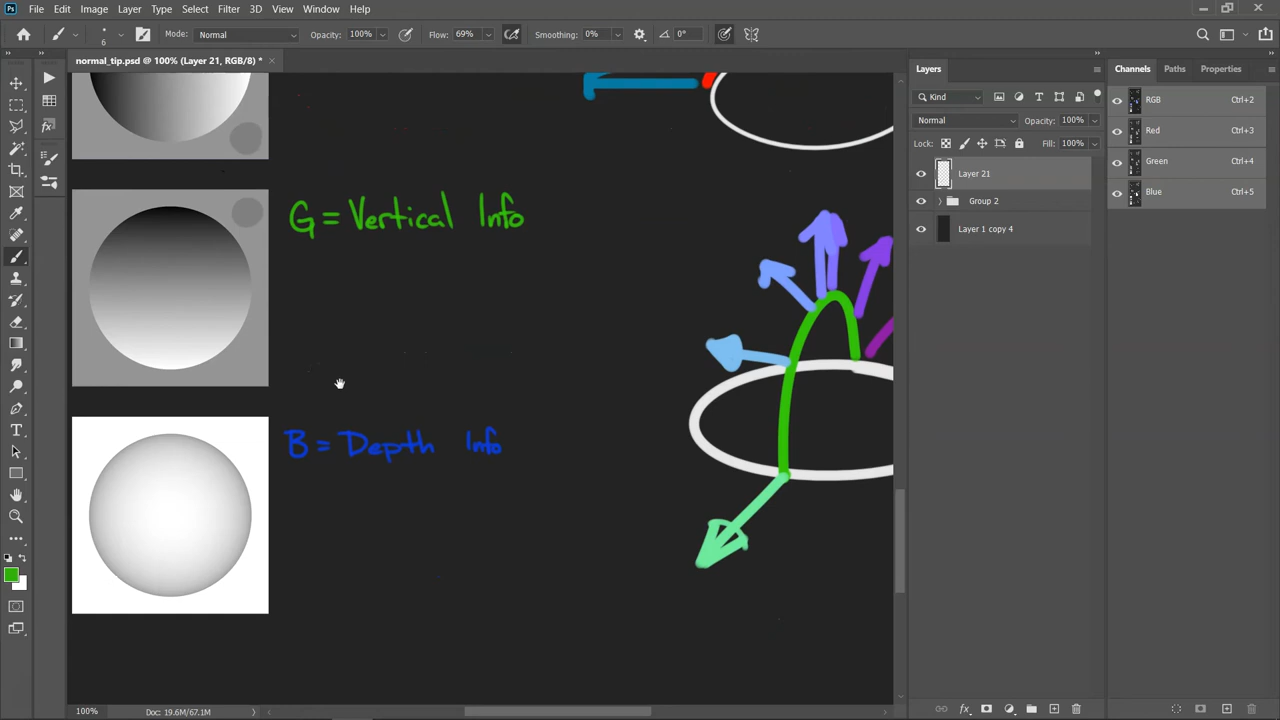 Ps File Edit Image Layer Type Select Filter 3D View Window Help
6 Mode: Normal Opacity: 100% Flow: 69% Smoothing: 0% 0°
normal_tip.psd @ 100% (Layer 21, RGB/8) *
Layers
Channels Paths Properties
Kind
RGB Ctrl+2
Normal Opacity: 100%
Red Ctrl+3
Lock: Fill: 100%
Green Ctrl+4
Layer 21
Blue Ctrl+5
Group 2
Layer 1 copy 4
G = Vertical Info
B = Depth Info
100% Doc: 19.6M/67.1M